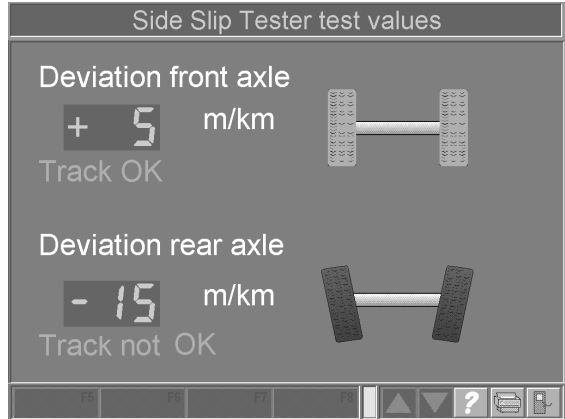 Side Slip Tester test values
Deviation front axle
+ 5 m/km
Track OK
Deviation rear axle
- 15 m/km
Track not OK
F5 F6 F7 F8 ?